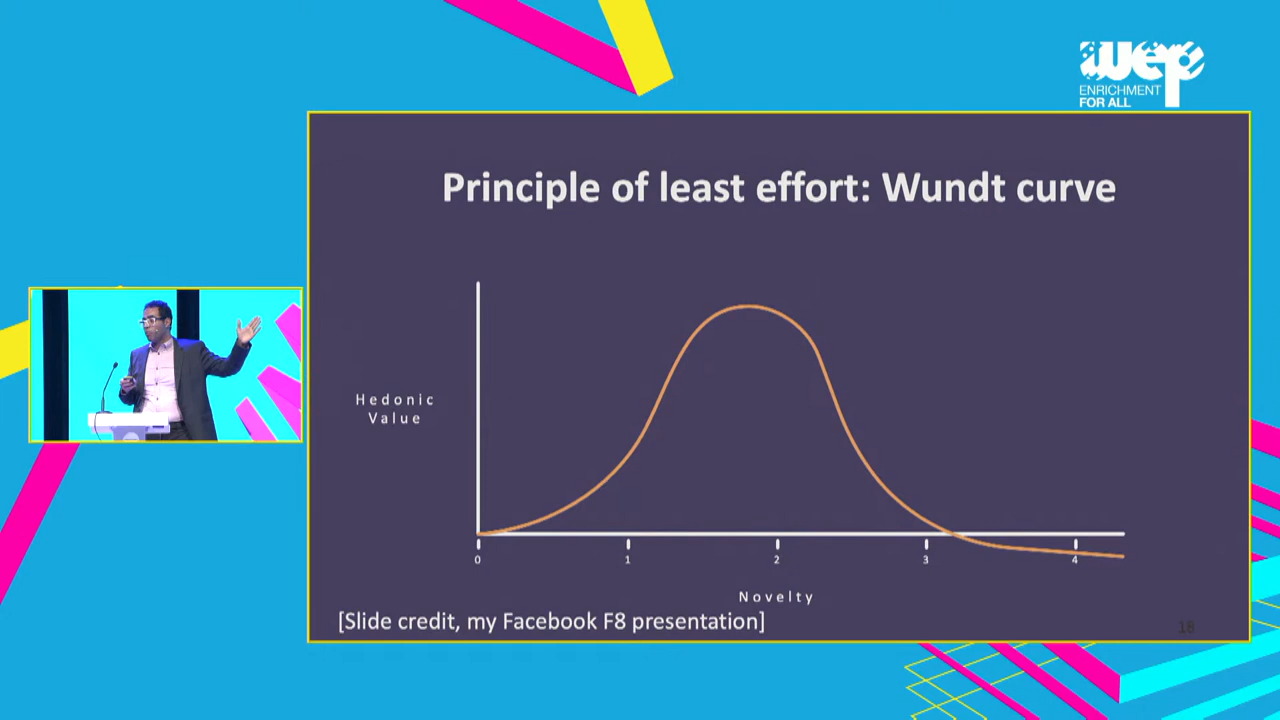 wep
ENRICHMENT
FOR ALL
Principle of least effort: Wundt curve
Hedonic
Value
0
1
2
3
4
Novelty
[Slide credit, my Facebook F8 presentation]
18